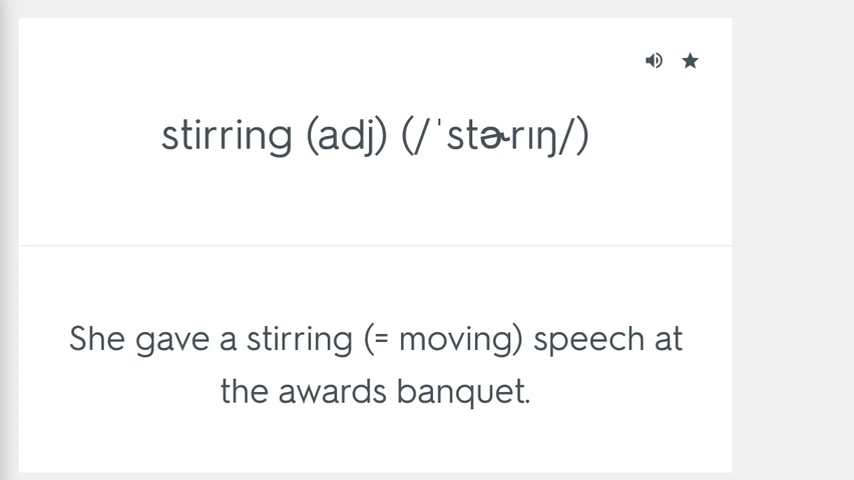 stirring (adj) (/ˈstɚrɪŋ/)
She gave a stirring (= moving) speech at
the awards banquet.